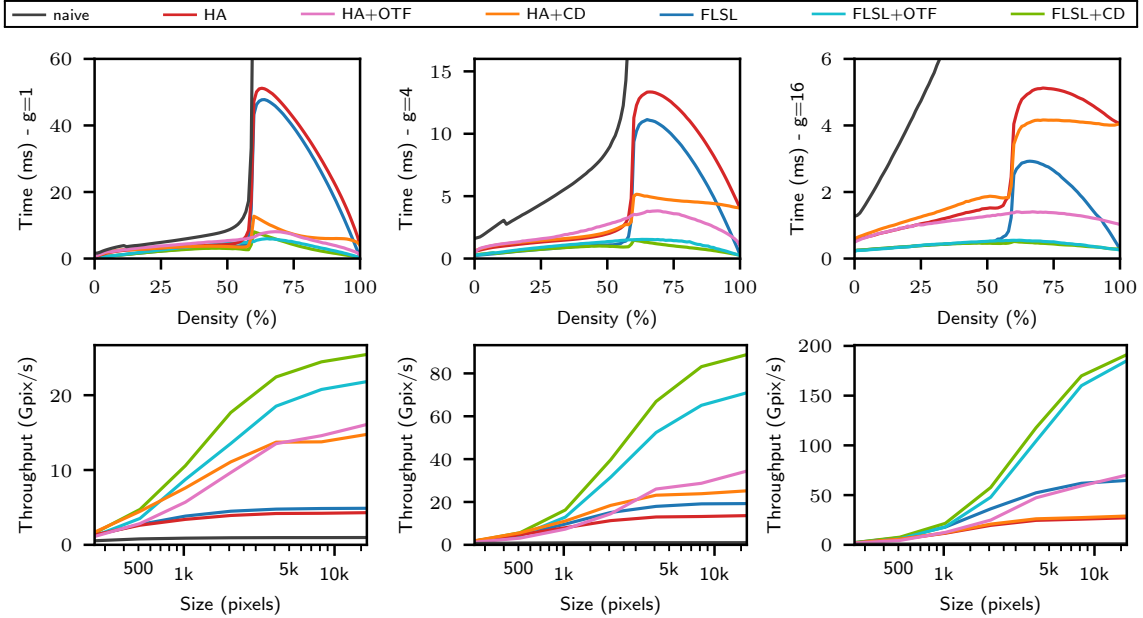 naive HA HA+OTF HA+CD FLSL FLSL+OTF FLSL+CD
Time (ms) - g=1
60
40
20
0
0 25 50 75 100
Density (%)
Time (ms) - g=4
15
10
5
0
0 25 50 75 100
Density (%)
Time (ms) - g=16
6
4
2
0
0 25 50 75 100
Density (%)
Throughput (Gpix/s)
20
10
0
500 1k 5k 10k
Size (pixels)
Throughput (Gpix/s)
80
60
40
20
0
500 1k 5k 10k
Size (pixels)
Throughput (Gpix/s)
200
150
100
50
0
500 1k 5k 10k
Size (pixels)